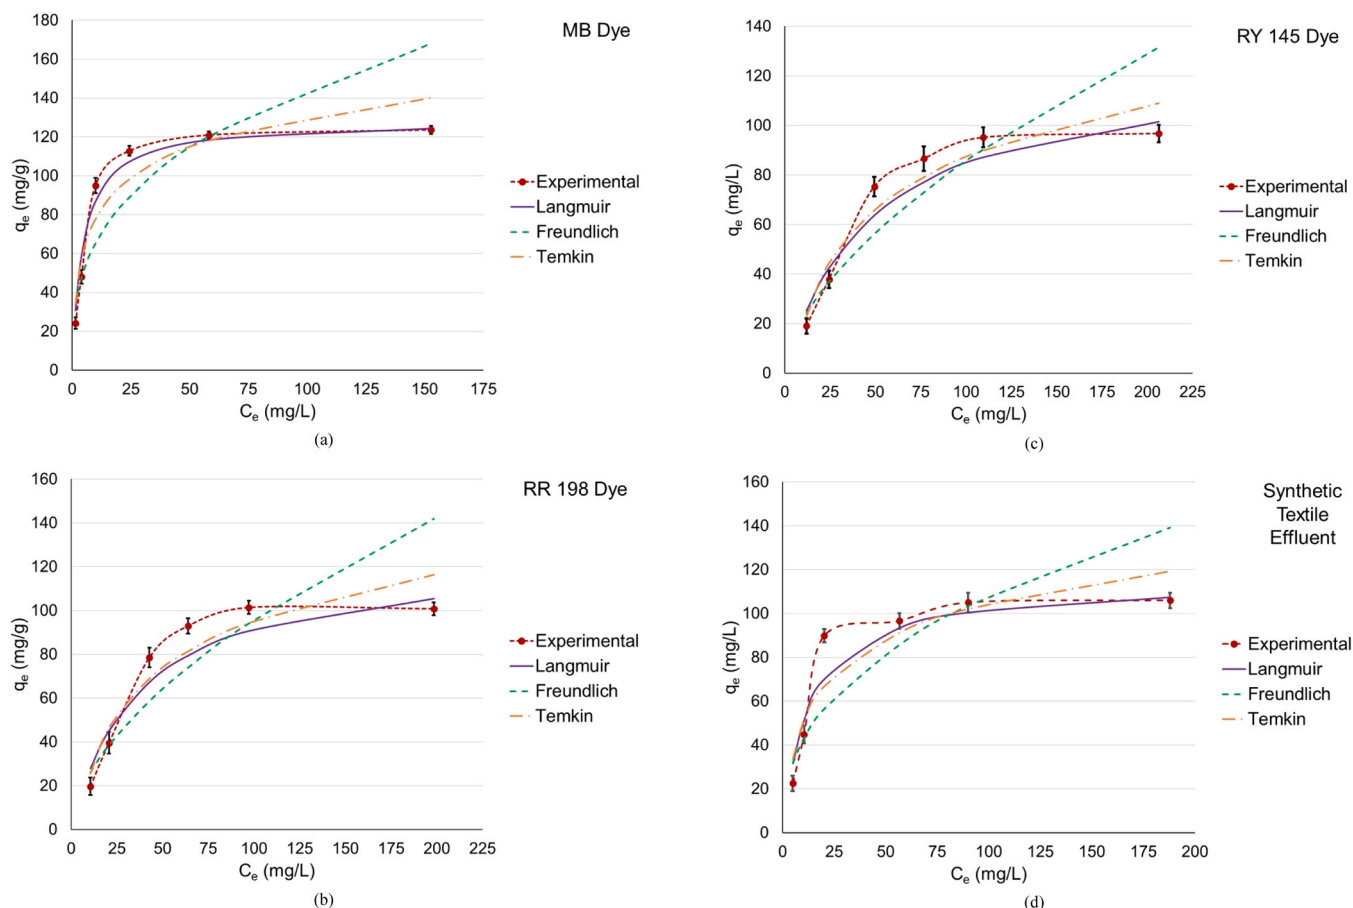 MB Dye
180
160
140
120
100
80
60
40
20
0
qe (mg/g)
0 25 50 75 100 125 150 175
Ce (mg/L)
Experimental
Langmuir
Freundlich
Temkin
(a)
RY 145 Dye
140
120
100
80
60
40
20
0
qe (mg/L)
0 25 50 75 100 125 150 175 200 225
Ce (mg/L)
Experimental
Langmuir
Freundlich
Temkin
(c)
RR 198 Dye
160
140
120
100
80
60
40
20
0
qe (mg/g)
0 25 50 75 100 125 150 175 200 225
Ce (mg/L)
Experimental
Langmuir
Freundlich
Temkin
(b)
Synthetic
Textile
Effluent
160
140
120
100
80
60
40
20
0
qe (mg/L)
0 25 50 75 100 125 150 175 200
Ce (mg/L)
Experimental
Langmuir
Freundlich
Temkin
(d)